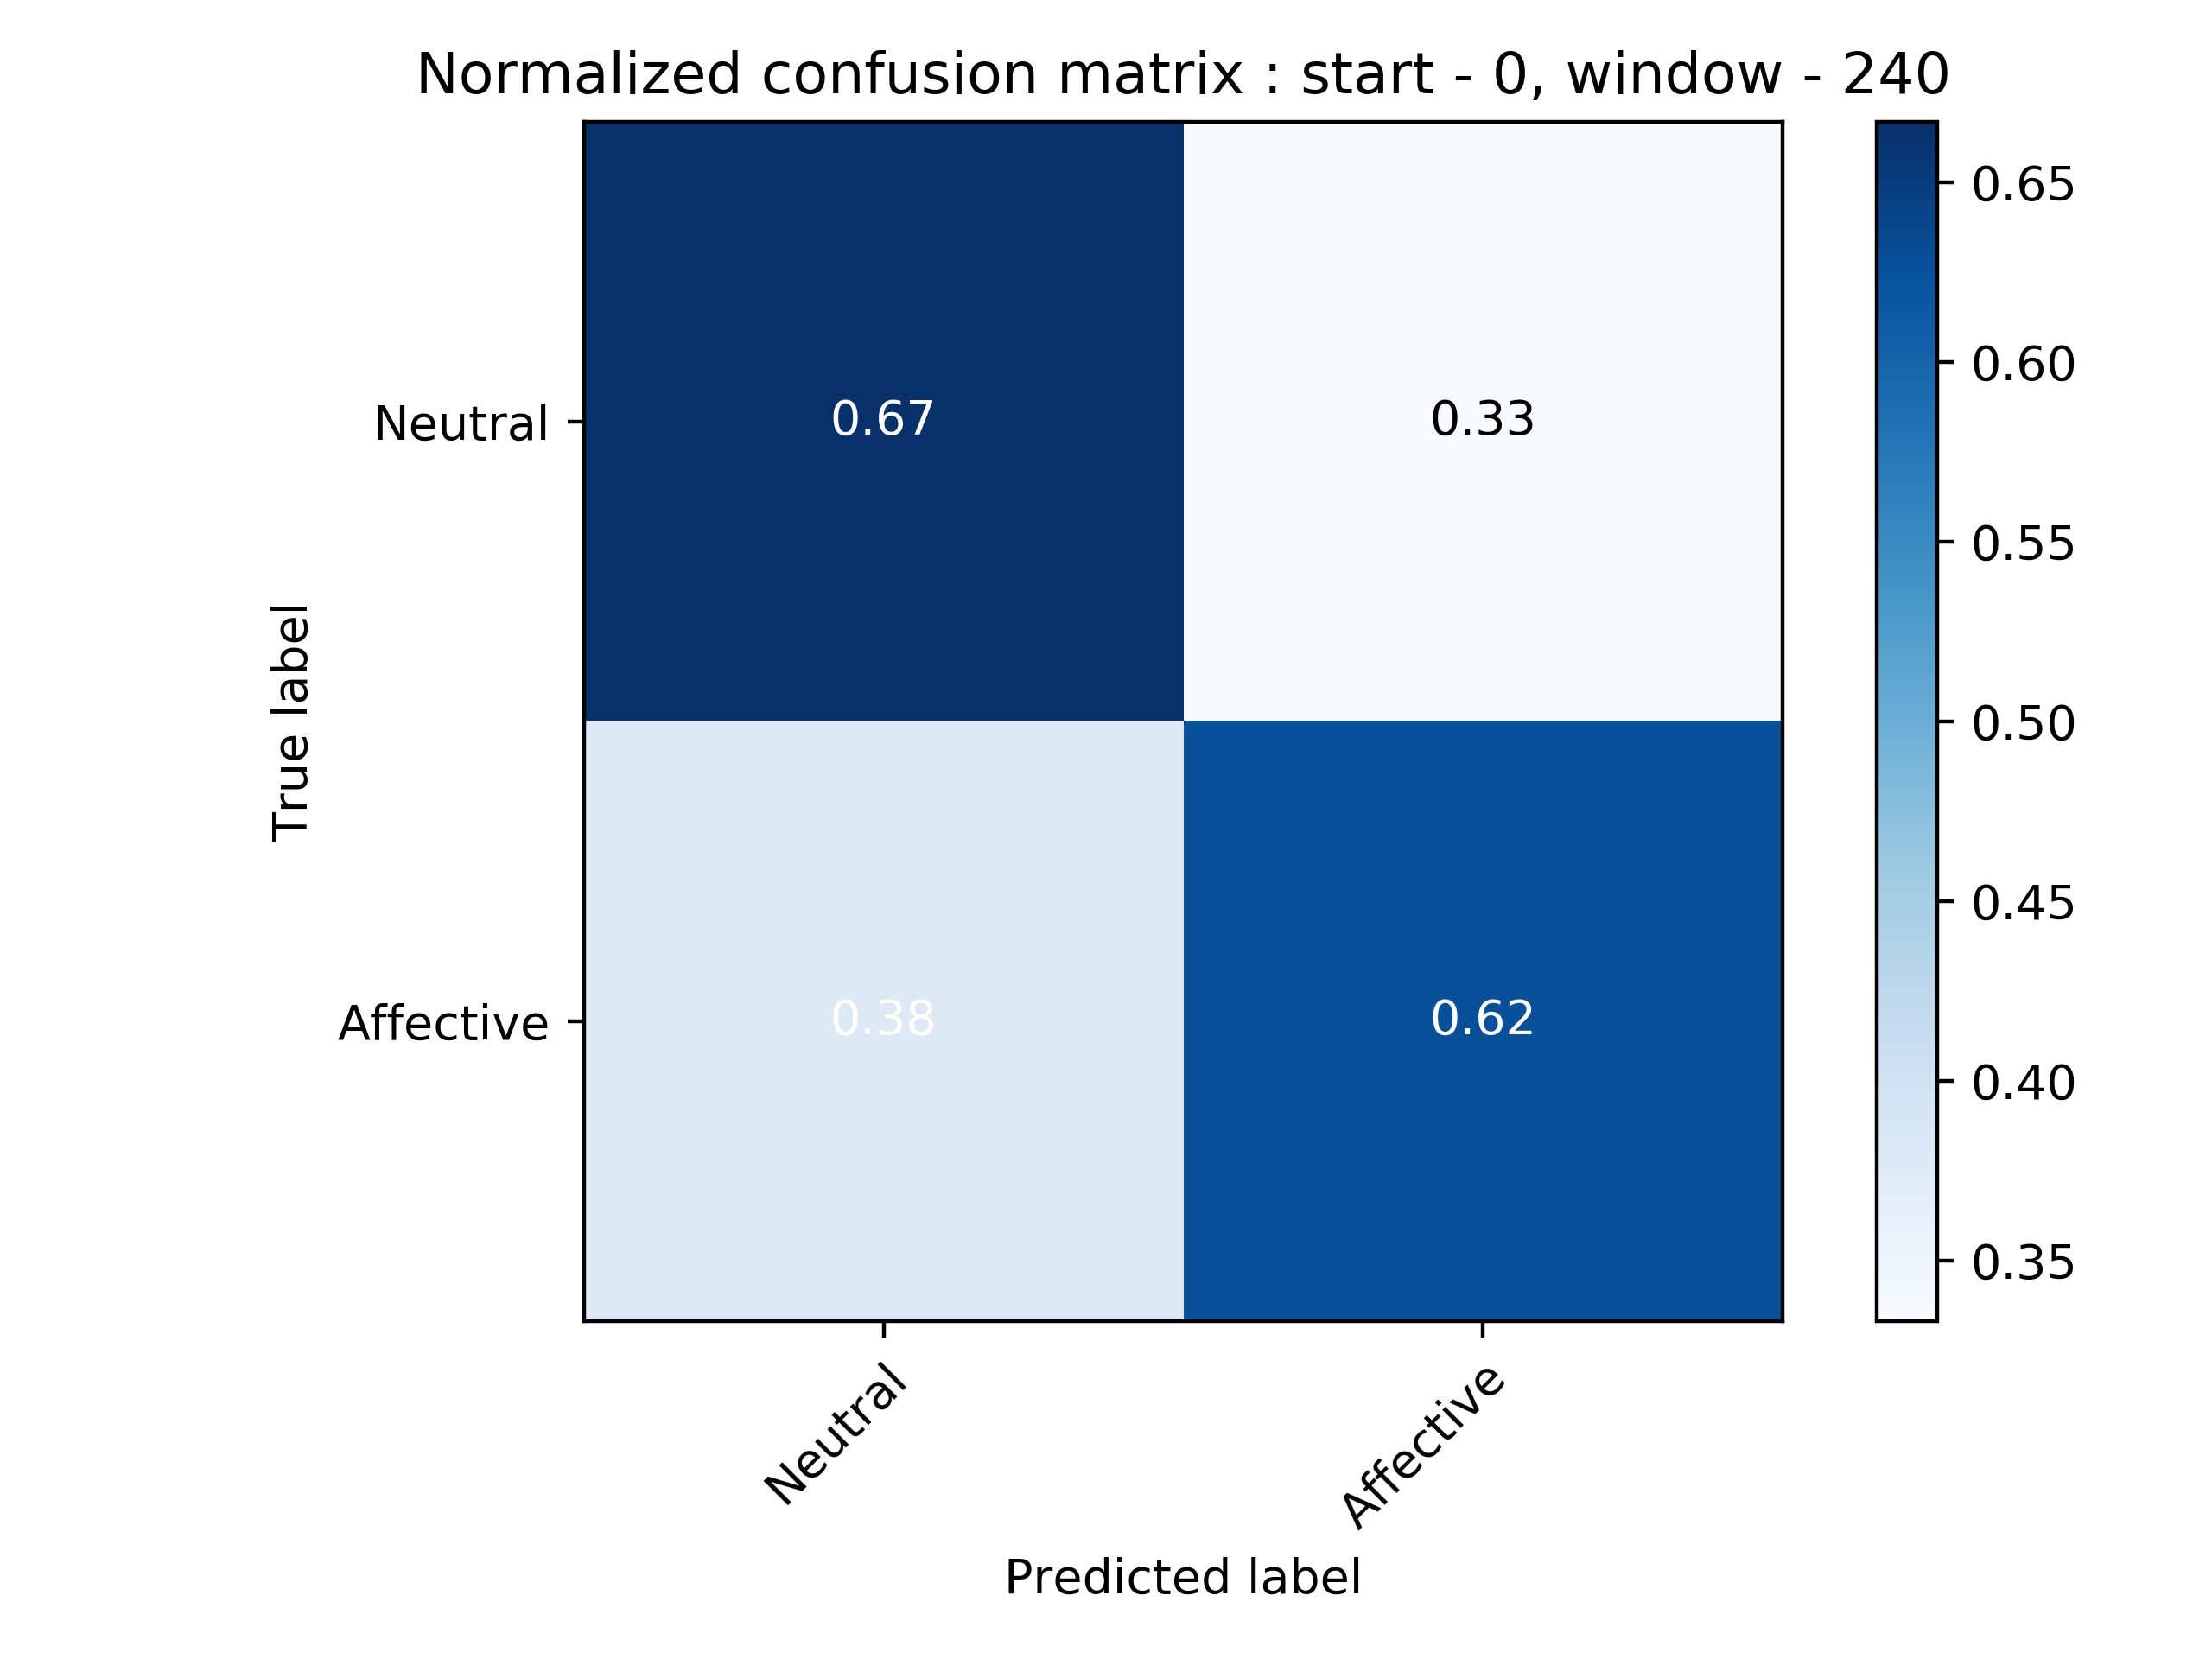 Normalized confusion matrix : start - 0, window - 240
True label
Neutral
Affective
0.67
0.33
0.38
0.62
Neutral
Affective
Predicted label
0.65
0.60
0.55
0.50
0.45
0.40
0.35